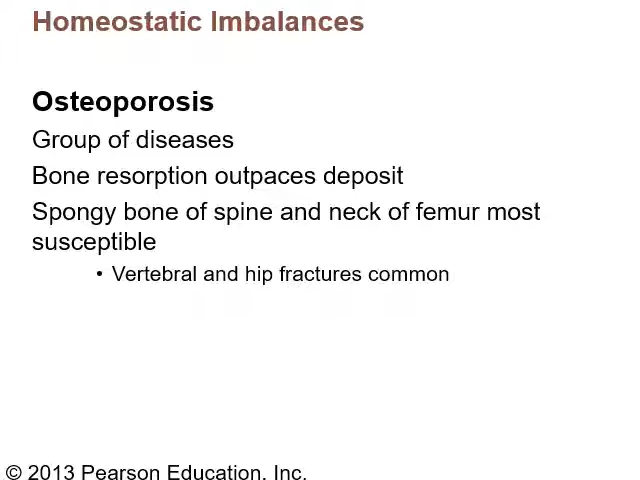 Homeostatic Imbalances
Osteoporosis
Group of diseases
Bone resorption outpaces deposit
Spongy bone of spine and neck of femur most
susceptible
• Vertebral and hip fractures common
© 2013 Pearson Education, Inc.